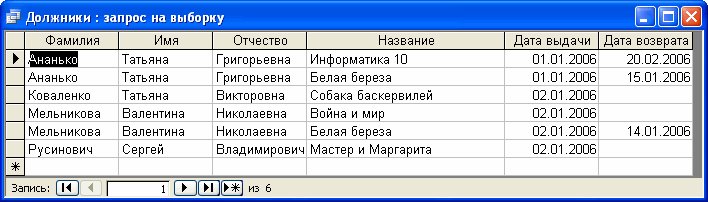 Должники : запрос на выборку
Фамилия Имя Отчество Название Дата выдачи Дата возврата
Ананько Татьяна Григорьевна Информатика 10 01.01.2006 20.02.2006
Ананько Татьяна Григорьевна Белая береза 01.01.2006 15.01.2006
Коваленко Татьяна Викторовна Собака баскервилей 02.01.2006
Мельникова Валентина Николаевна Война и мир 02.01.2006
Мельникова Валентина Николаевна Белая береза 02.01.2006 14.01.2006
Русинович Сергей Владимирович Мастер и Маргарита 02.01.2006
Запись: 1 из 6